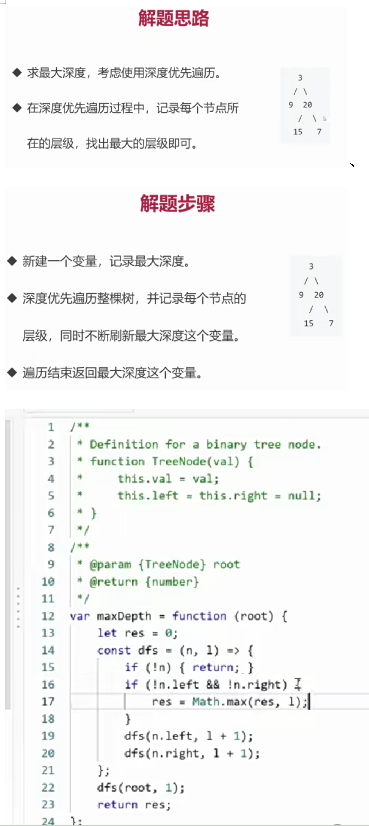 解题思路
◆ 求最大深度，考虑使用深度优先遍历。
◆ 在深度优先遍历过程中，记录每个节点所
在的层级，找出最大的层级即可。
3
/ \
9 20
/ \
15 7
解题步骤
◆ 新建一个变量，记录最大深度。
◆ 深度优先遍历整棵树，并记录每个节点的
层级，同时不断刷新最大深度这个变量。
◆ 遍历结束返回最大深度这个变量。
3
/ \
9 20
/ \
15 7
1 /**
2 * Definition for a binary tree node.
3 * function TreeNode(val) {
4 *     this.val = val;
5 *     this.left = this.right = null;
6 * }
7 */
8 /**
9 * @param {TreeNode} root
10 * @return {number}
11 */
12 var maxDepth = function (root) {
13     let res = 0;
14     const dfs = (n, l) => {
15         if (!n) { return; }
16         if (!n.left && !n.right) {
17             res = Math.max(res, l);
18         }
19         dfs(n.left, l + 1);
20         dfs(n.right, l + 1);
21     };
22     dfs(root, 1);
23     return res;
24 };